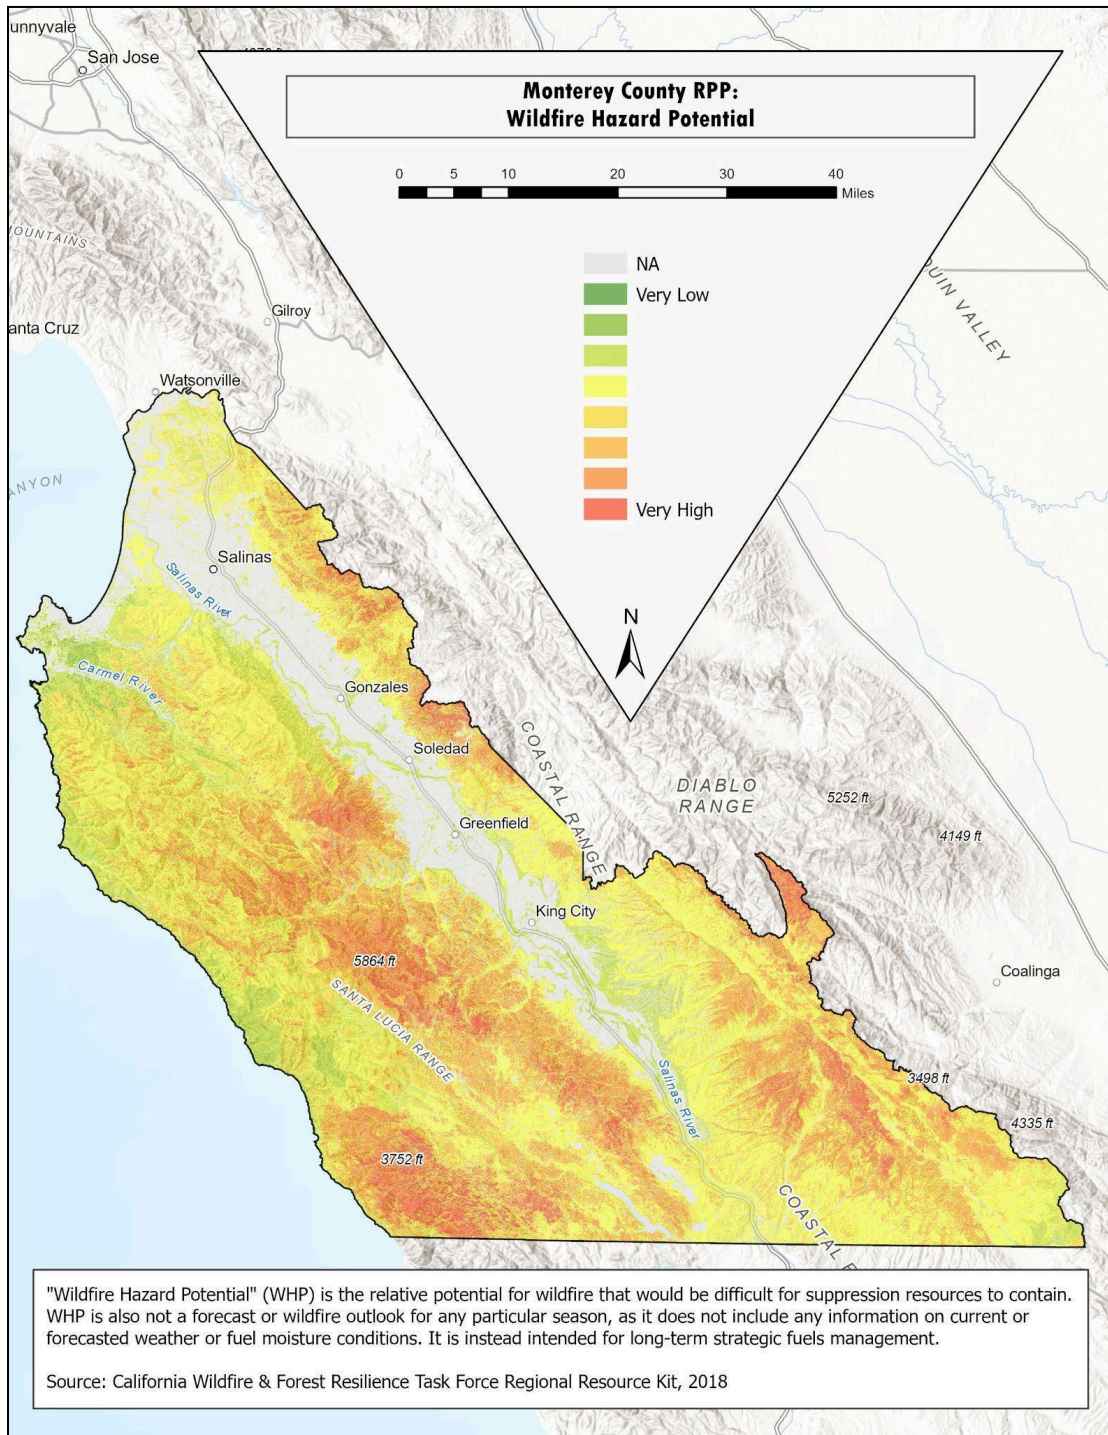 unnyvale
San Jose
Monterey County RPP:
Wildfire Hazard Potential
0 5 10 20 30 40
Miles
NA
Very Low
Very High
OUNTAINS
Gilroy
anta Cruz
Watsonville
QUIN VALLEY
ANYON
Salinas
Salinas River
N
Carmel River
Gonzales
Soledad
COASTAL RANGE
DIABLO
RANGE
5252 ft
4149 ft
Greenfield
King City
5864 ft
Coalinga
SANTA LUCIA RANGE
Salinas River
3498 ft
4335 ft
3752 ft
COASTAL
"Wildfire Hazard Potential" (WHP) is the relative potential for wildfire that would be difficult for suppression resources to contain.
WHP is also not a forecast or wildfire outlook for any particular season, as it does not include any information on current or
forecasted weather or fuel moisture conditions. It is instead intended for long-term strategic fuels management.
Source: California Wildfire & Forest Resilience Task Force Regional Resource Kit, 2018